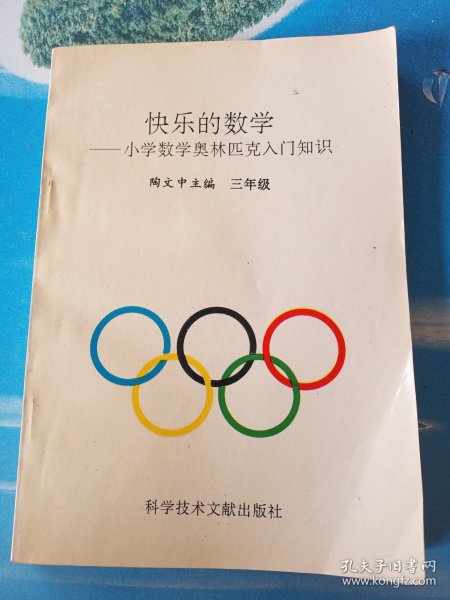 快乐的数学
——小学数学奥林匹克入门知识
陶文中主编 三年级
科学技术文献出版社
孔夫子旧书网
www.kongfz.com